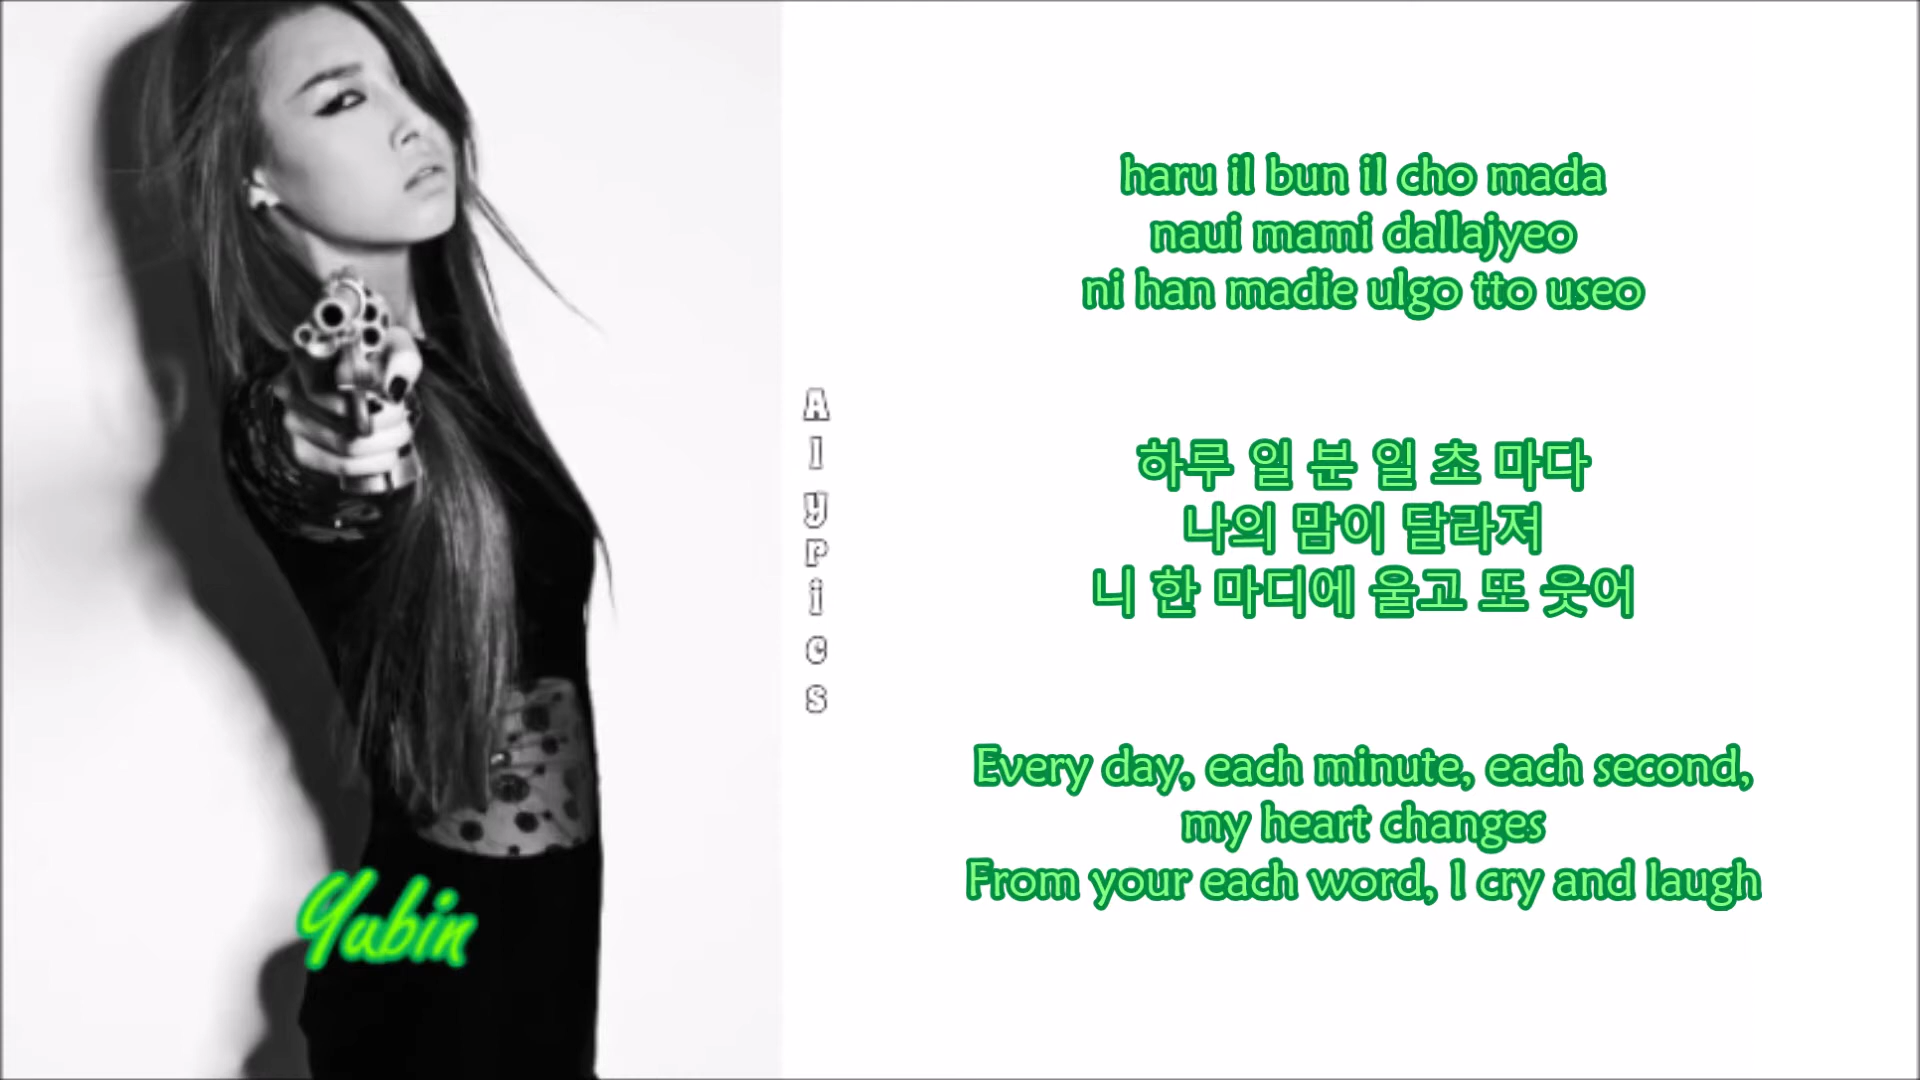 haru il bun il cho mada
naui mami dallajyeo
ni han madie ulgo tto useo
AlyPics
하루 일 분 일 초 마다
나의 맘이 달라져
니 한 마디에 울고 또 웃어
Every day, each minute, each second,
my heart changes
From your each word, I cry and laugh
Yubin